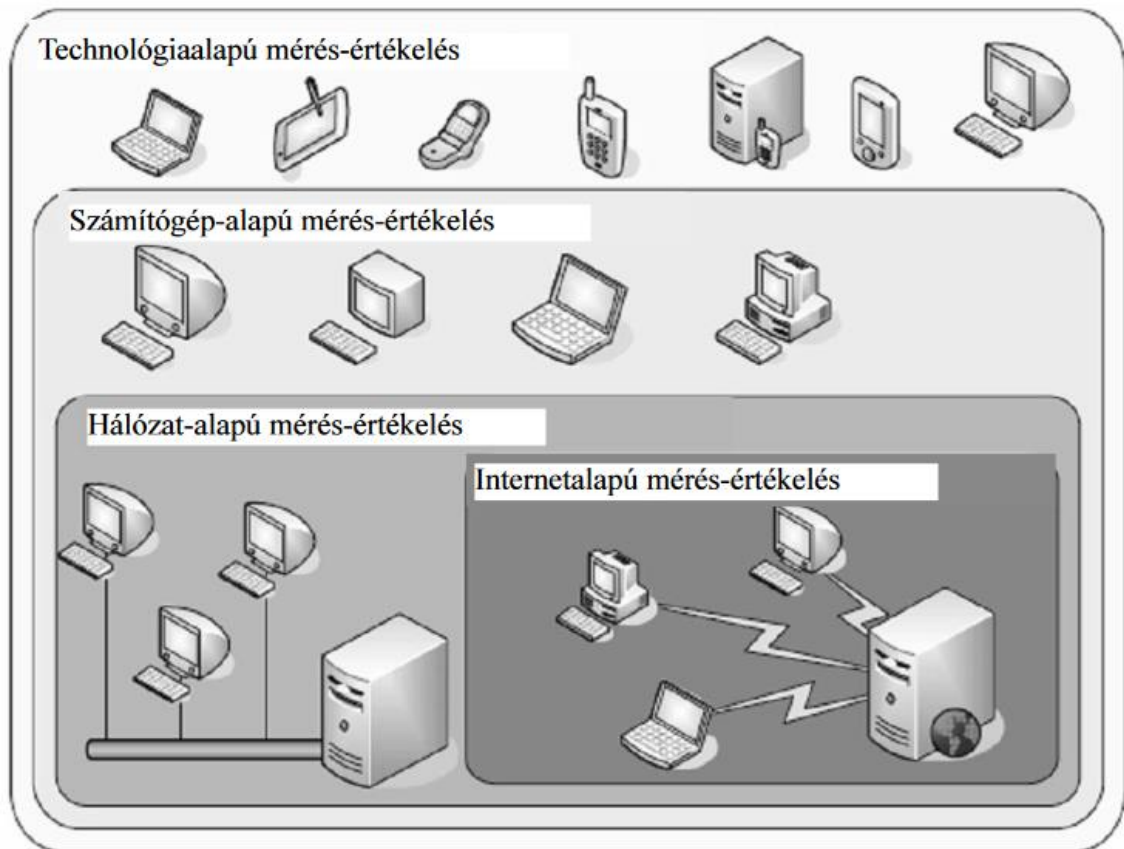 Technológiaalapú mérés-értékelés
Számítógép-alapú mérés-értékelés
Hálózat-alapú mérés-értékelés
Internetalapú mérés-értékelés